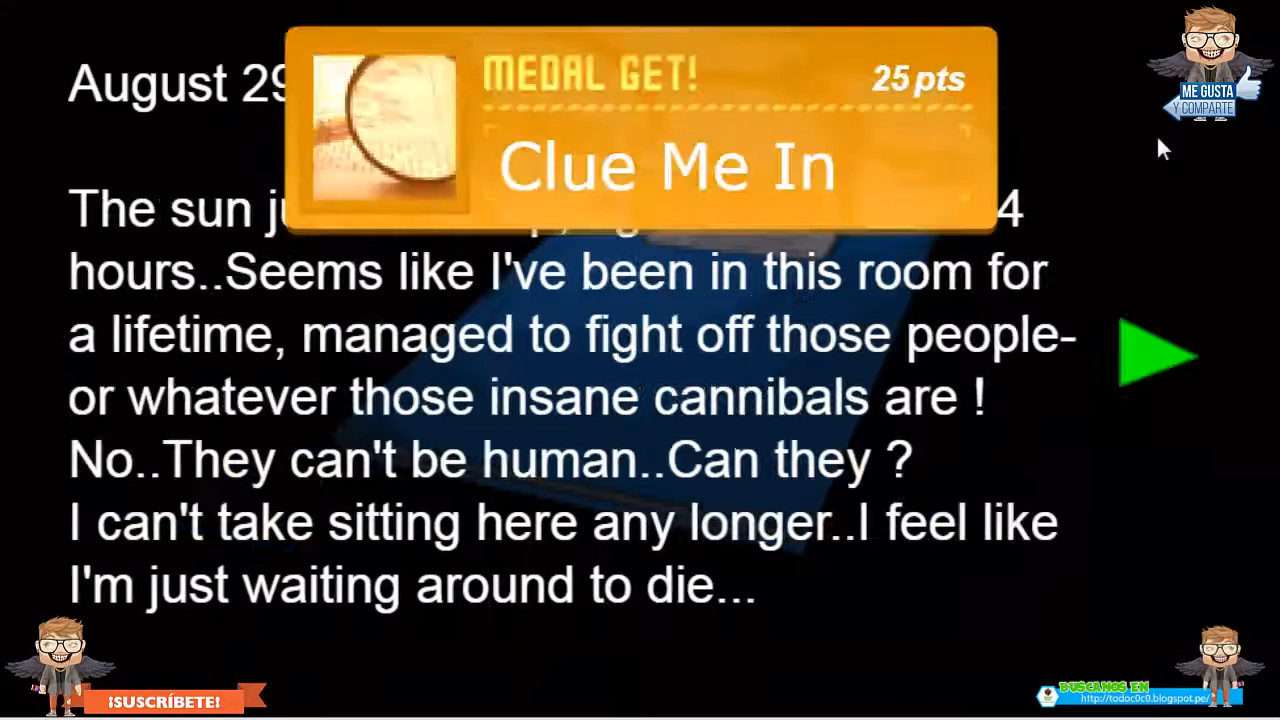 MEDAL GET!
25 pts
Clue Me In
August 29
The sun 4
hours..Seems like I've been in this room for
a lifetime, managed to fight off those people-
or whatever those insane cannibals are !
No..They can't be human..Can they ?
I can't take sitting here any longer..I feel like
I'm just waiting around to die...
ME GUSTA
Y COMPARTE
!SUSCRÍBETE!
BUSCANOS EN
http://todoc0c0.blogspot.pe/